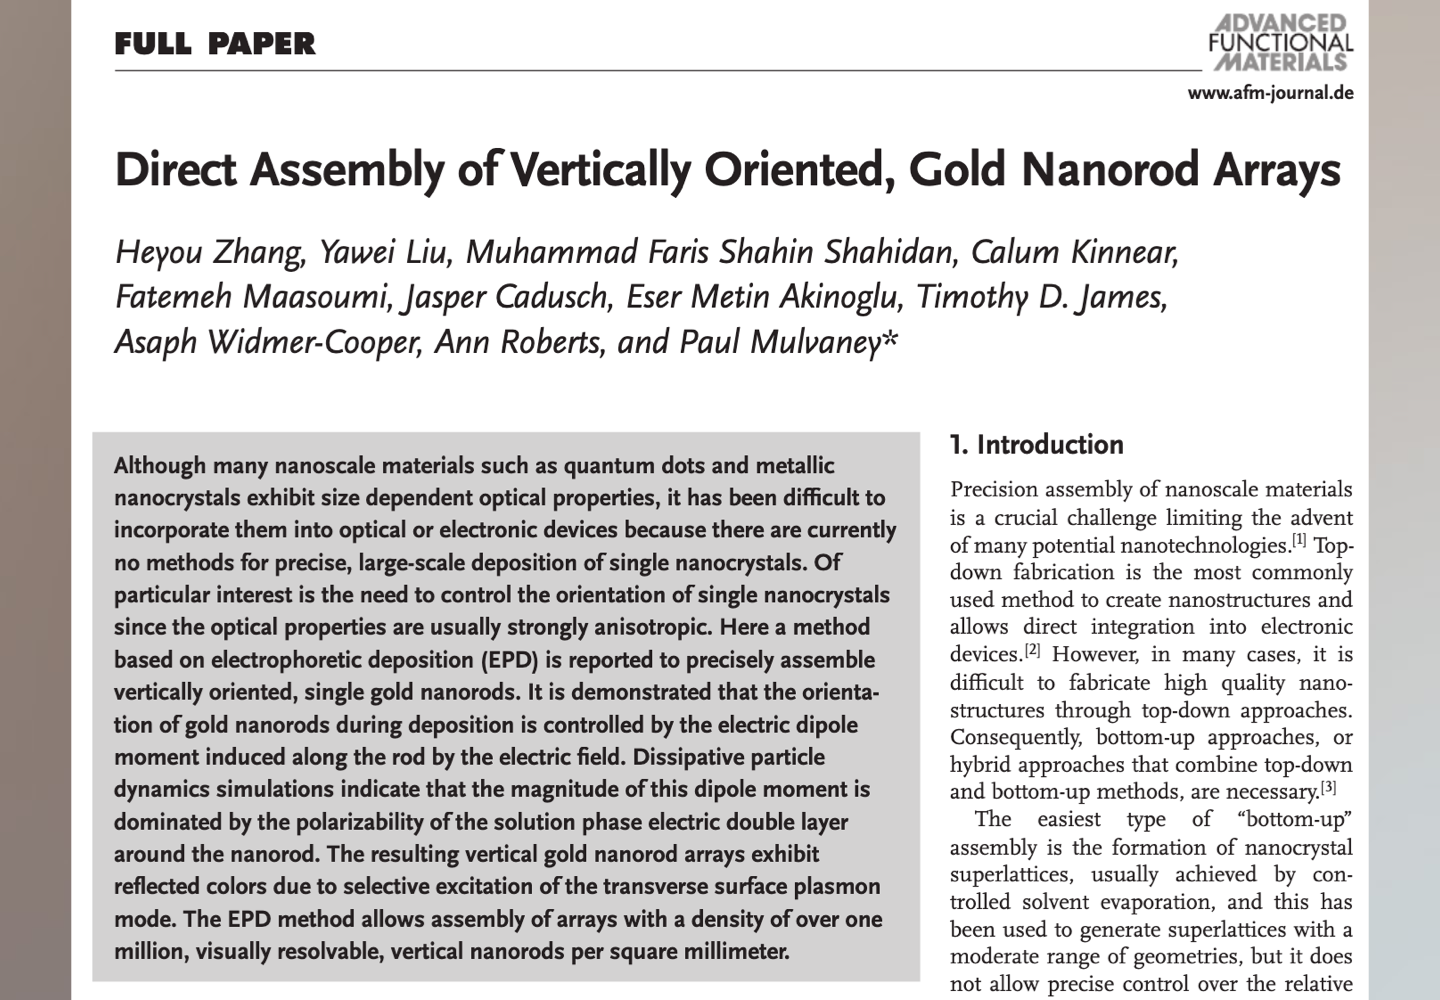 FULL PAPER
ADVANCED
FUNCTIONAL
MATERIALS
www.afm-journal.de
Direct Assembly of Vertically Oriented, Gold Nanorod Arrays
Heyou Zhang, Yawei Liu, Muhammad Faris Shahin Shahidan, Calum Kinnear,
Fatemeh Maasoumi, Jasper Cadusch, Eser Metin Akinoglu, Timothy D. James,
Asaph Widmer-Cooper, Ann Roberts, and Paul Mulvaney*
Although many nanoscale materials such as quantum dots and metallic
nanocrystals exhibit size dependent optical properties, it has been difficult to
incorporate them into optical or electronic devices because there are currently
no methods for precise, large-scale deposition of single nanocrystals. Of
particular interest is the need to control the orientation of single nanocrystals
since the optical properties are usually strongly anisotropic. Here a method
based on electrophoretic deposition (EPD) is reported to precisely assemble
vertically oriented, single gold nanorods. It is demonstrated that the orienta-
tion of gold nanorods during deposition is controlled by the electric dipole
moment induced along the rod by the electric field. Dissipative particle
dynamics simulations indicate that the magnitude of this dipole moment is
dominated by the polarizability of the solution phase electric double layer
around the nanorod. The resulting vertical gold nanorod arrays exhibit
reflected colors due to selective excitation of the transverse surface plasmon
mode. The EPD method allows assembly of arrays with a density of over one
million, visually resolvable, vertical nanorods per square millimeter.
1. Introduction
Precision assembly of nanoscale materials
is a crucial challenge limiting the advent
of many potential nanotechnologies.[1] Top-
down fabrication is the most commonly
used method to create nanostructures and
allows direct integration into electronic
devices.[2] However, in many cases, it is
difficult to fabricate high quality nano-
structures through top-down approaches.
Consequently, bottom-up approaches, or
hybrid approaches that combine top-down
and bottom-up methods, are necessary.[3]
The easiest type of “bottom-up”
assembly is the formation of nanocrystal
superlattices, usually achieved by con-
trolled solvent evaporation, and this has
been used to generate superlattices with a
moderate range of geometries, but it does
not allow precise control over the relative